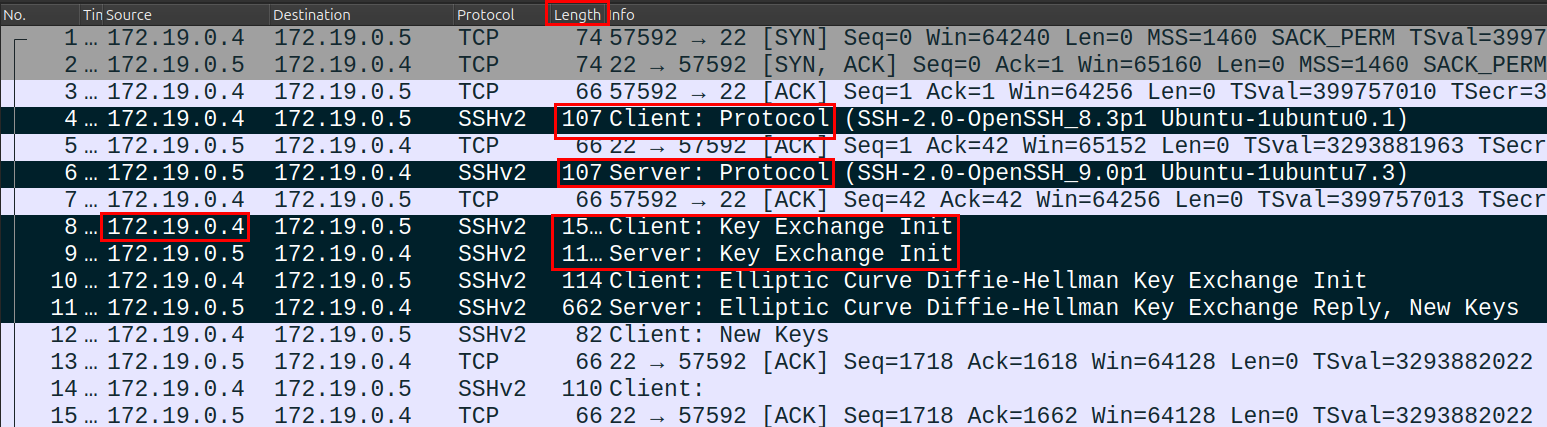 No. Tin Source Destination Protocol Length Info
1 … 172.19.0.4 172.19.0.5 TCP 74 57592 → 22 [SYN] Seq=0 Win=64240 Len=0 MSS=1460 SACK_PERM TSval=3997
2 … 172.19.0.5 172.19.0.4 TCP 74 22 → 57592 [SYN, ACK] Seq=0 Ack=1 Win=65160 Len=0 MSS=1460 SACK_PERM
3 … 172.19.0.4 172.19.0.5 TCP 66 57592 → 22 [ACK] Seq=1 Ack=1 Win=64256 Len=0 TSval=399757010 TSecr=3
4 … 172.19.0.4 172.19.0.5 SSHv2 107 Client: Protocol (SSH-2.0-OpenSSH_8.3p1 Ubuntu-1ubuntu0.1)
5 … 172.19.0.5 172.19.0.4 TCP 66 22 → 57592 [ACK] Seq=1 Ack=42 Win=65152 Len=0 TSval=3293881963 TSecr
6 … 172.19.0.5 172.19.0.4 SSHv2 107 Server: Protocol (SSH-2.0-OpenSSH_9.0p1 Ubuntu-1ubuntu7.3)
7 … 172.19.0.4 172.19.0.5 TCP 66 57592 → 22 [ACK] Seq=42 Ack=42 Win=64256 Len=0 TSval=399757013 TSecr
8 … 172.19.0.4 172.19.0.5 SSHv2 15… Client: Key Exchange Init
9 … 172.19.0.5 172.19.0.4 SSHv2 11… Server: Key Exchange Init
10 … 172.19.0.4 172.19.0.5 SSHv2 114 Client: Elliptic Curve Diffie-Hellman Key Exchange Init
11 … 172.19.0.5 172.19.0.4 SSHv2 662 Server: Elliptic Curve Diffie-Hellman Key Exchange Reply, New Keys
12 … 172.19.0.4 172.19.0.5 SSHv2 82 Client: New Keys
13 … 172.19.0.5 172.19.0.4 TCP 66 22 → 57592 [ACK] Seq=1718 Ack=1618 Win=64128 Len=0 TSval=3293882022
14 … 172.19.0.4 172.19.0.5 SSHv2 110 Client:
15 … 172.19.0.5 172.19.0.4 TCP 66 22 → 57592 [ACK] Seq=1718 Ack=1662 Win=64128 Len=0 TSval=3293882022